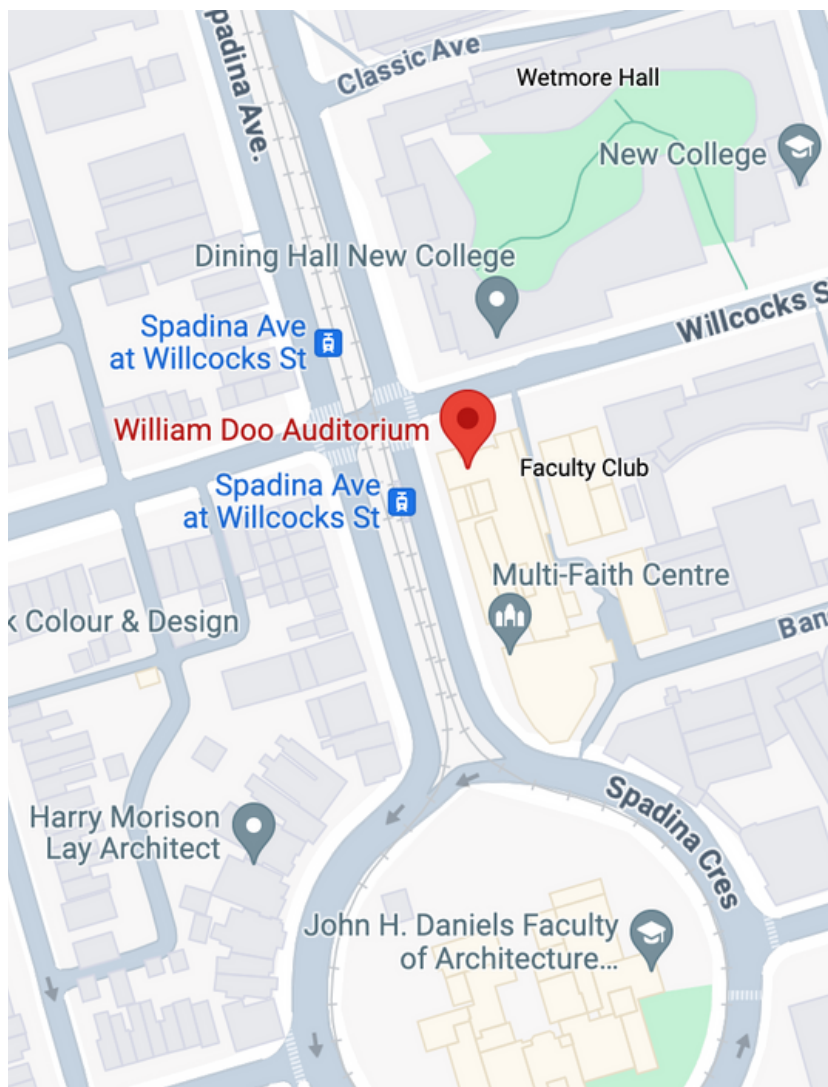 padina Ave.
Classic Ave
Wetmore Hall
New College
Dining Hall New College
Willcocks S
Spadina Ave
at Willcocks St
William Doo Auditorium
Spadina Ave
at Willcocks St
Faculty Club
Multi-Faith Centre
k Colour & Design
Ban
Spadina Cres
Harry Morison
Lay Architect
John H. Daniels Faculty
of Architecture...